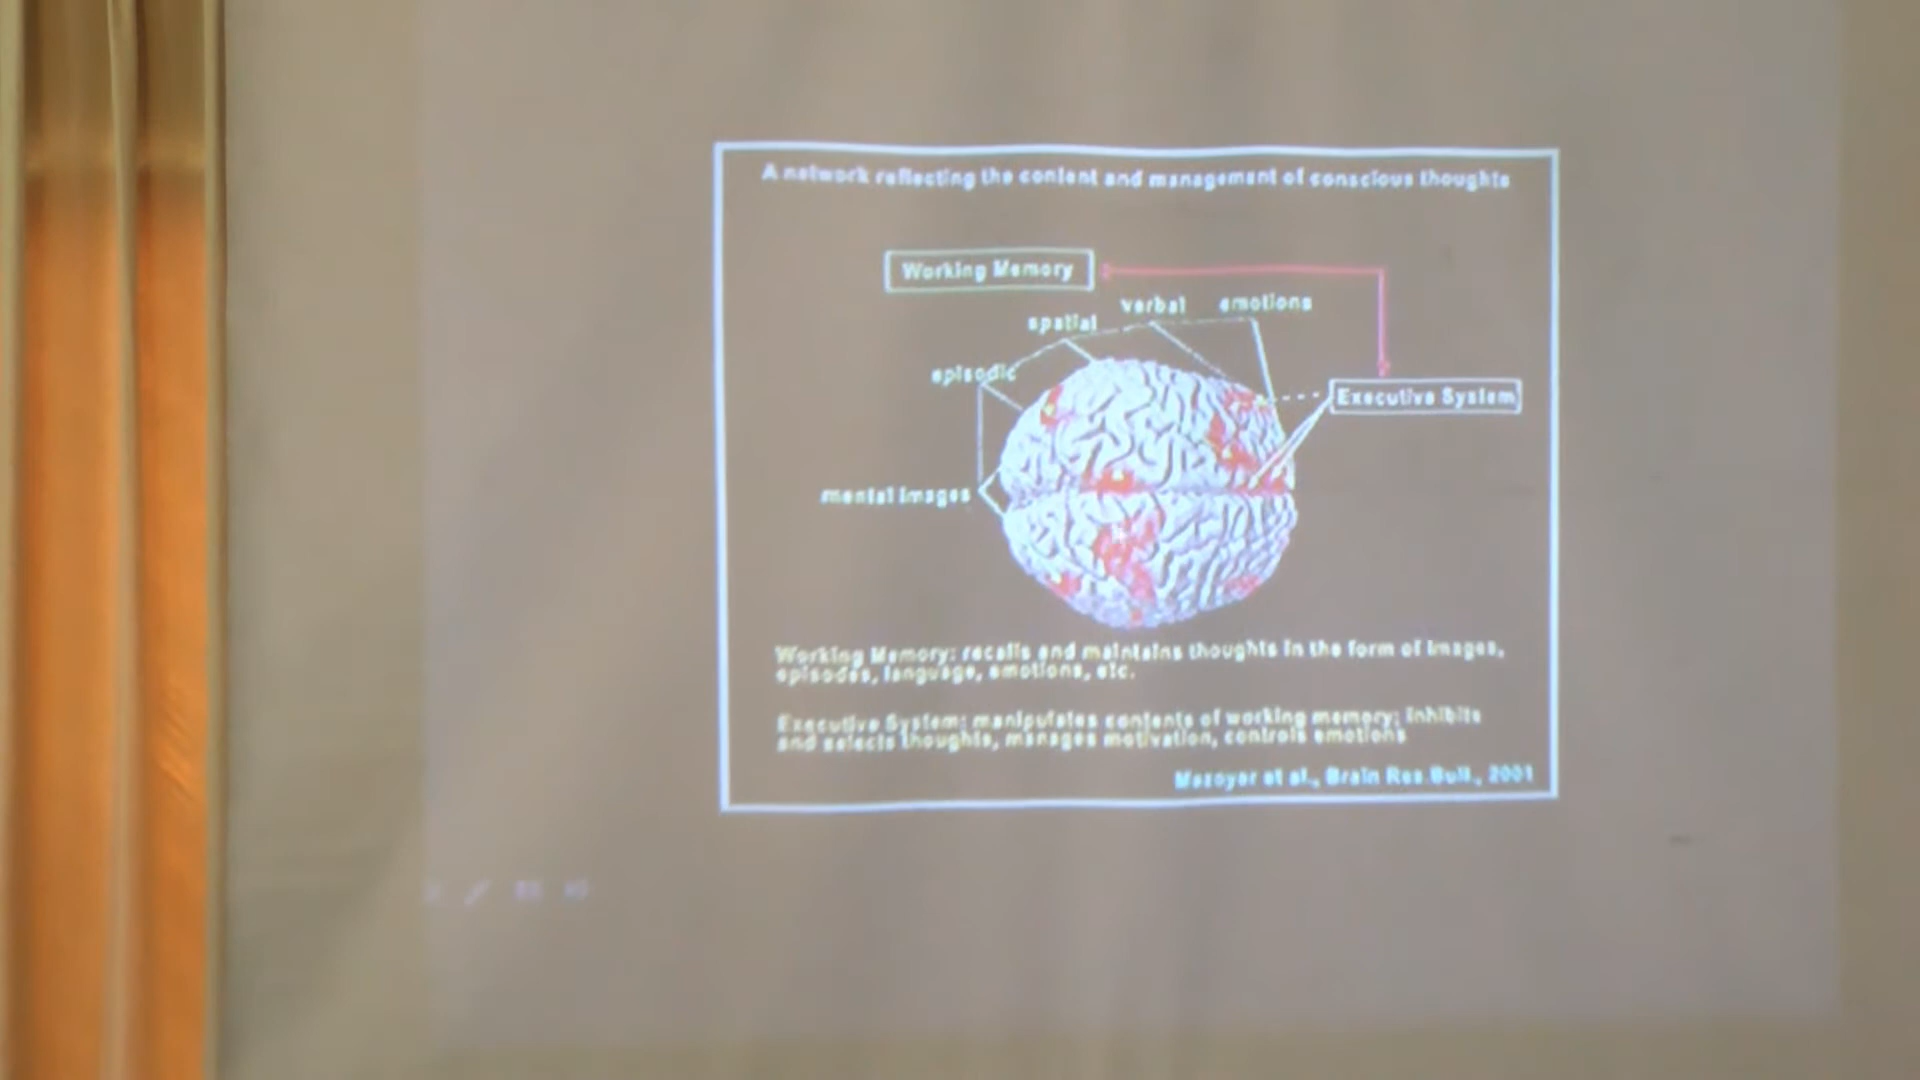 A network reflecting the content and management of conscious thoughts
Working Memory
verbal
emotions
spatial
episodic
Executive System
mental images
Working Memory: recalls and maintains thoughts in the form of images,
episodes, language, emotions, etc.
Executive System: manipulates contents of working memory; inhibits
and selects thoughts, manages motivation, controls emotions
Mazoyer et al., Brain Res.Bull., 2001